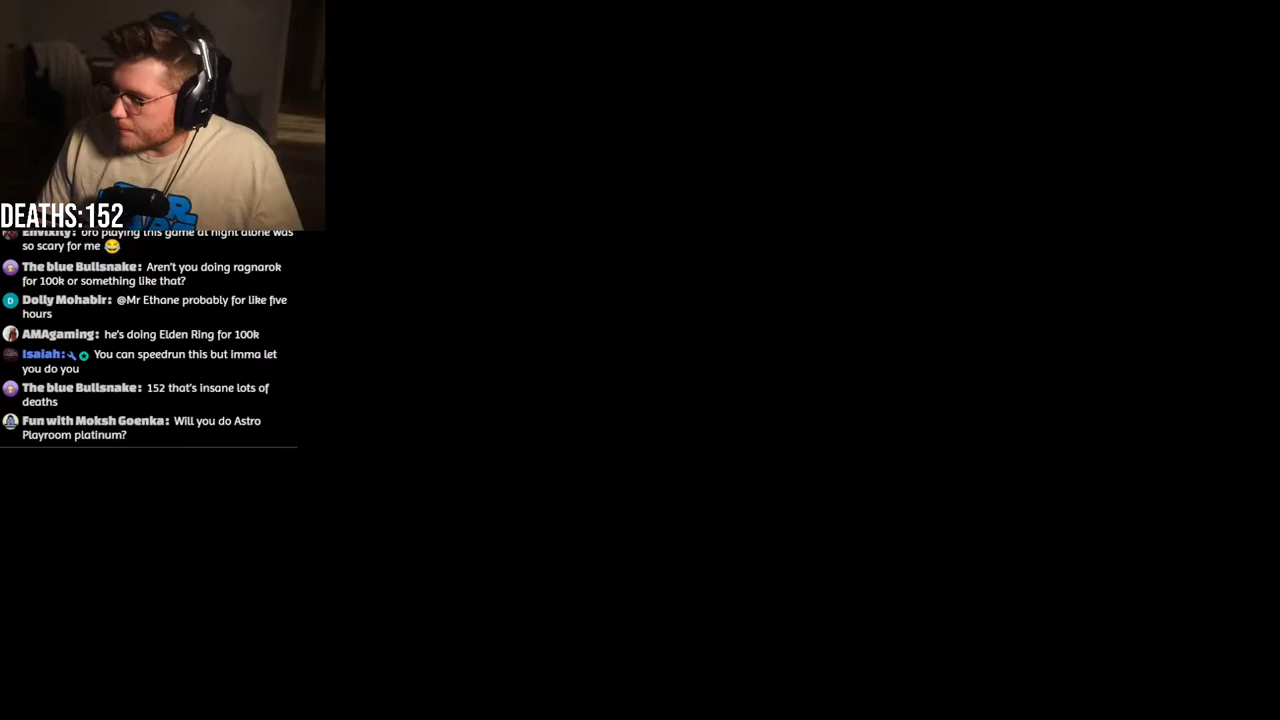 DEATHS:152
Envixity: bro playing this game at night alone was
so scary for me 😂
The blue Bullsnake: Aren't you doing ragnarok
for 100k or something like that?
D Dolly Mohabir: @Mr Ethane probably for like five
hours
AMAgaming: he's doing Elden Ring for 100k
Isaiah: You can speedrun this but imma let
you do you
The blue Bullsnake: 152 that's insane lots of
deaths
Fun with Moksh Goenka: Will you do Astro
Playroom platinum?